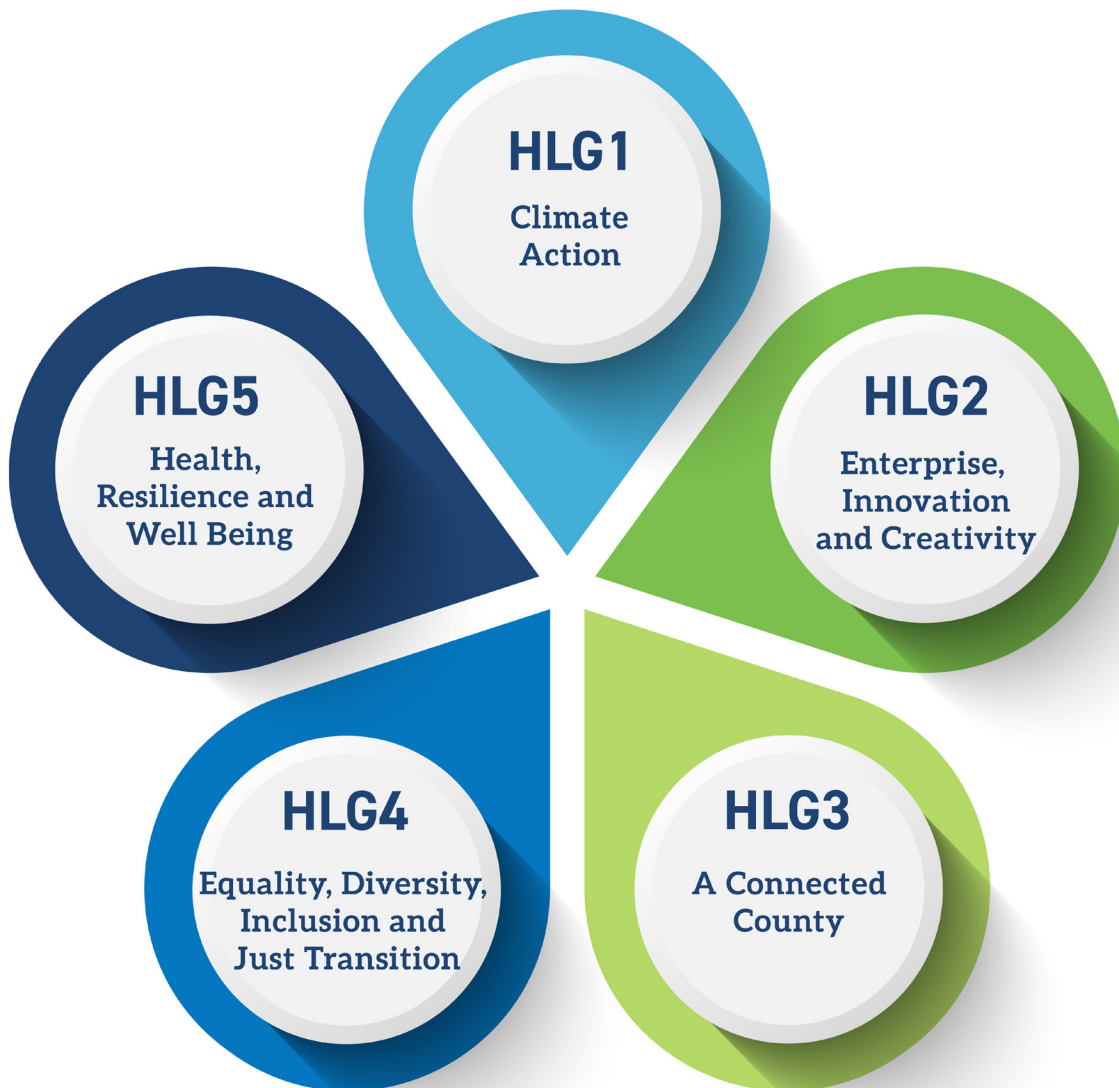 HLG1
Climate
Action
HLG2
Enterprise,
Innovation
and Creativity
HLG3
A Connected
County
HLG4
Equality, Diversity,
Inclusion and
Just Transition
HLG5
Health,
Resilience and
Well Being